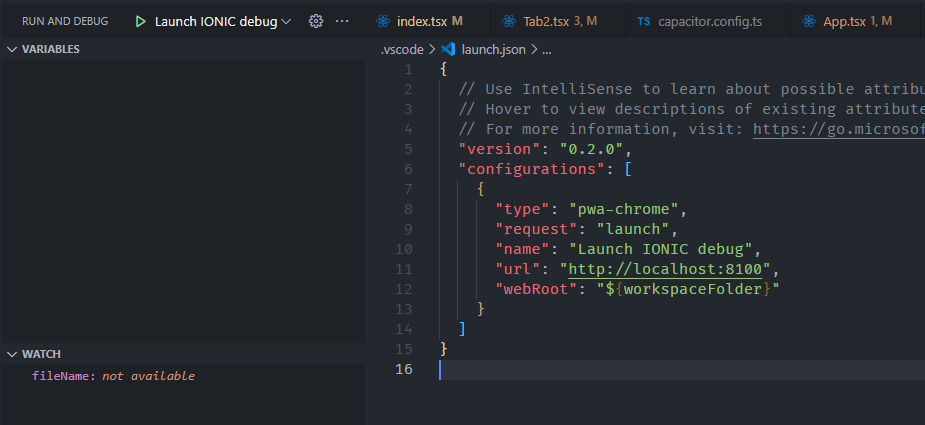 RUN AND DEBUG Launch IONIC debug ... index.tsx M Tab2.tsx 3, M TS capacitor.config.ts App.tsx 1, M
VARIABLES .vscode > launch.json > ...
1 {
2 // Use IntelliSense to learn about possible attribu
3 // Hover to view descriptions of existing attribute
4 // For more information, visit: https://go.microsof
5 "version": "0.2.0",
6 "configurations": [
7 {
8 "type": "pwa-chrome",
9 "request": "launch",
10 "name": "Launch IONIC debug",
11 "url": "http://localhost:8100",
12 "webRoot": "${workspaceFolder}"
13 }
14 ]
15 }
16
WATCH
fileName: not available